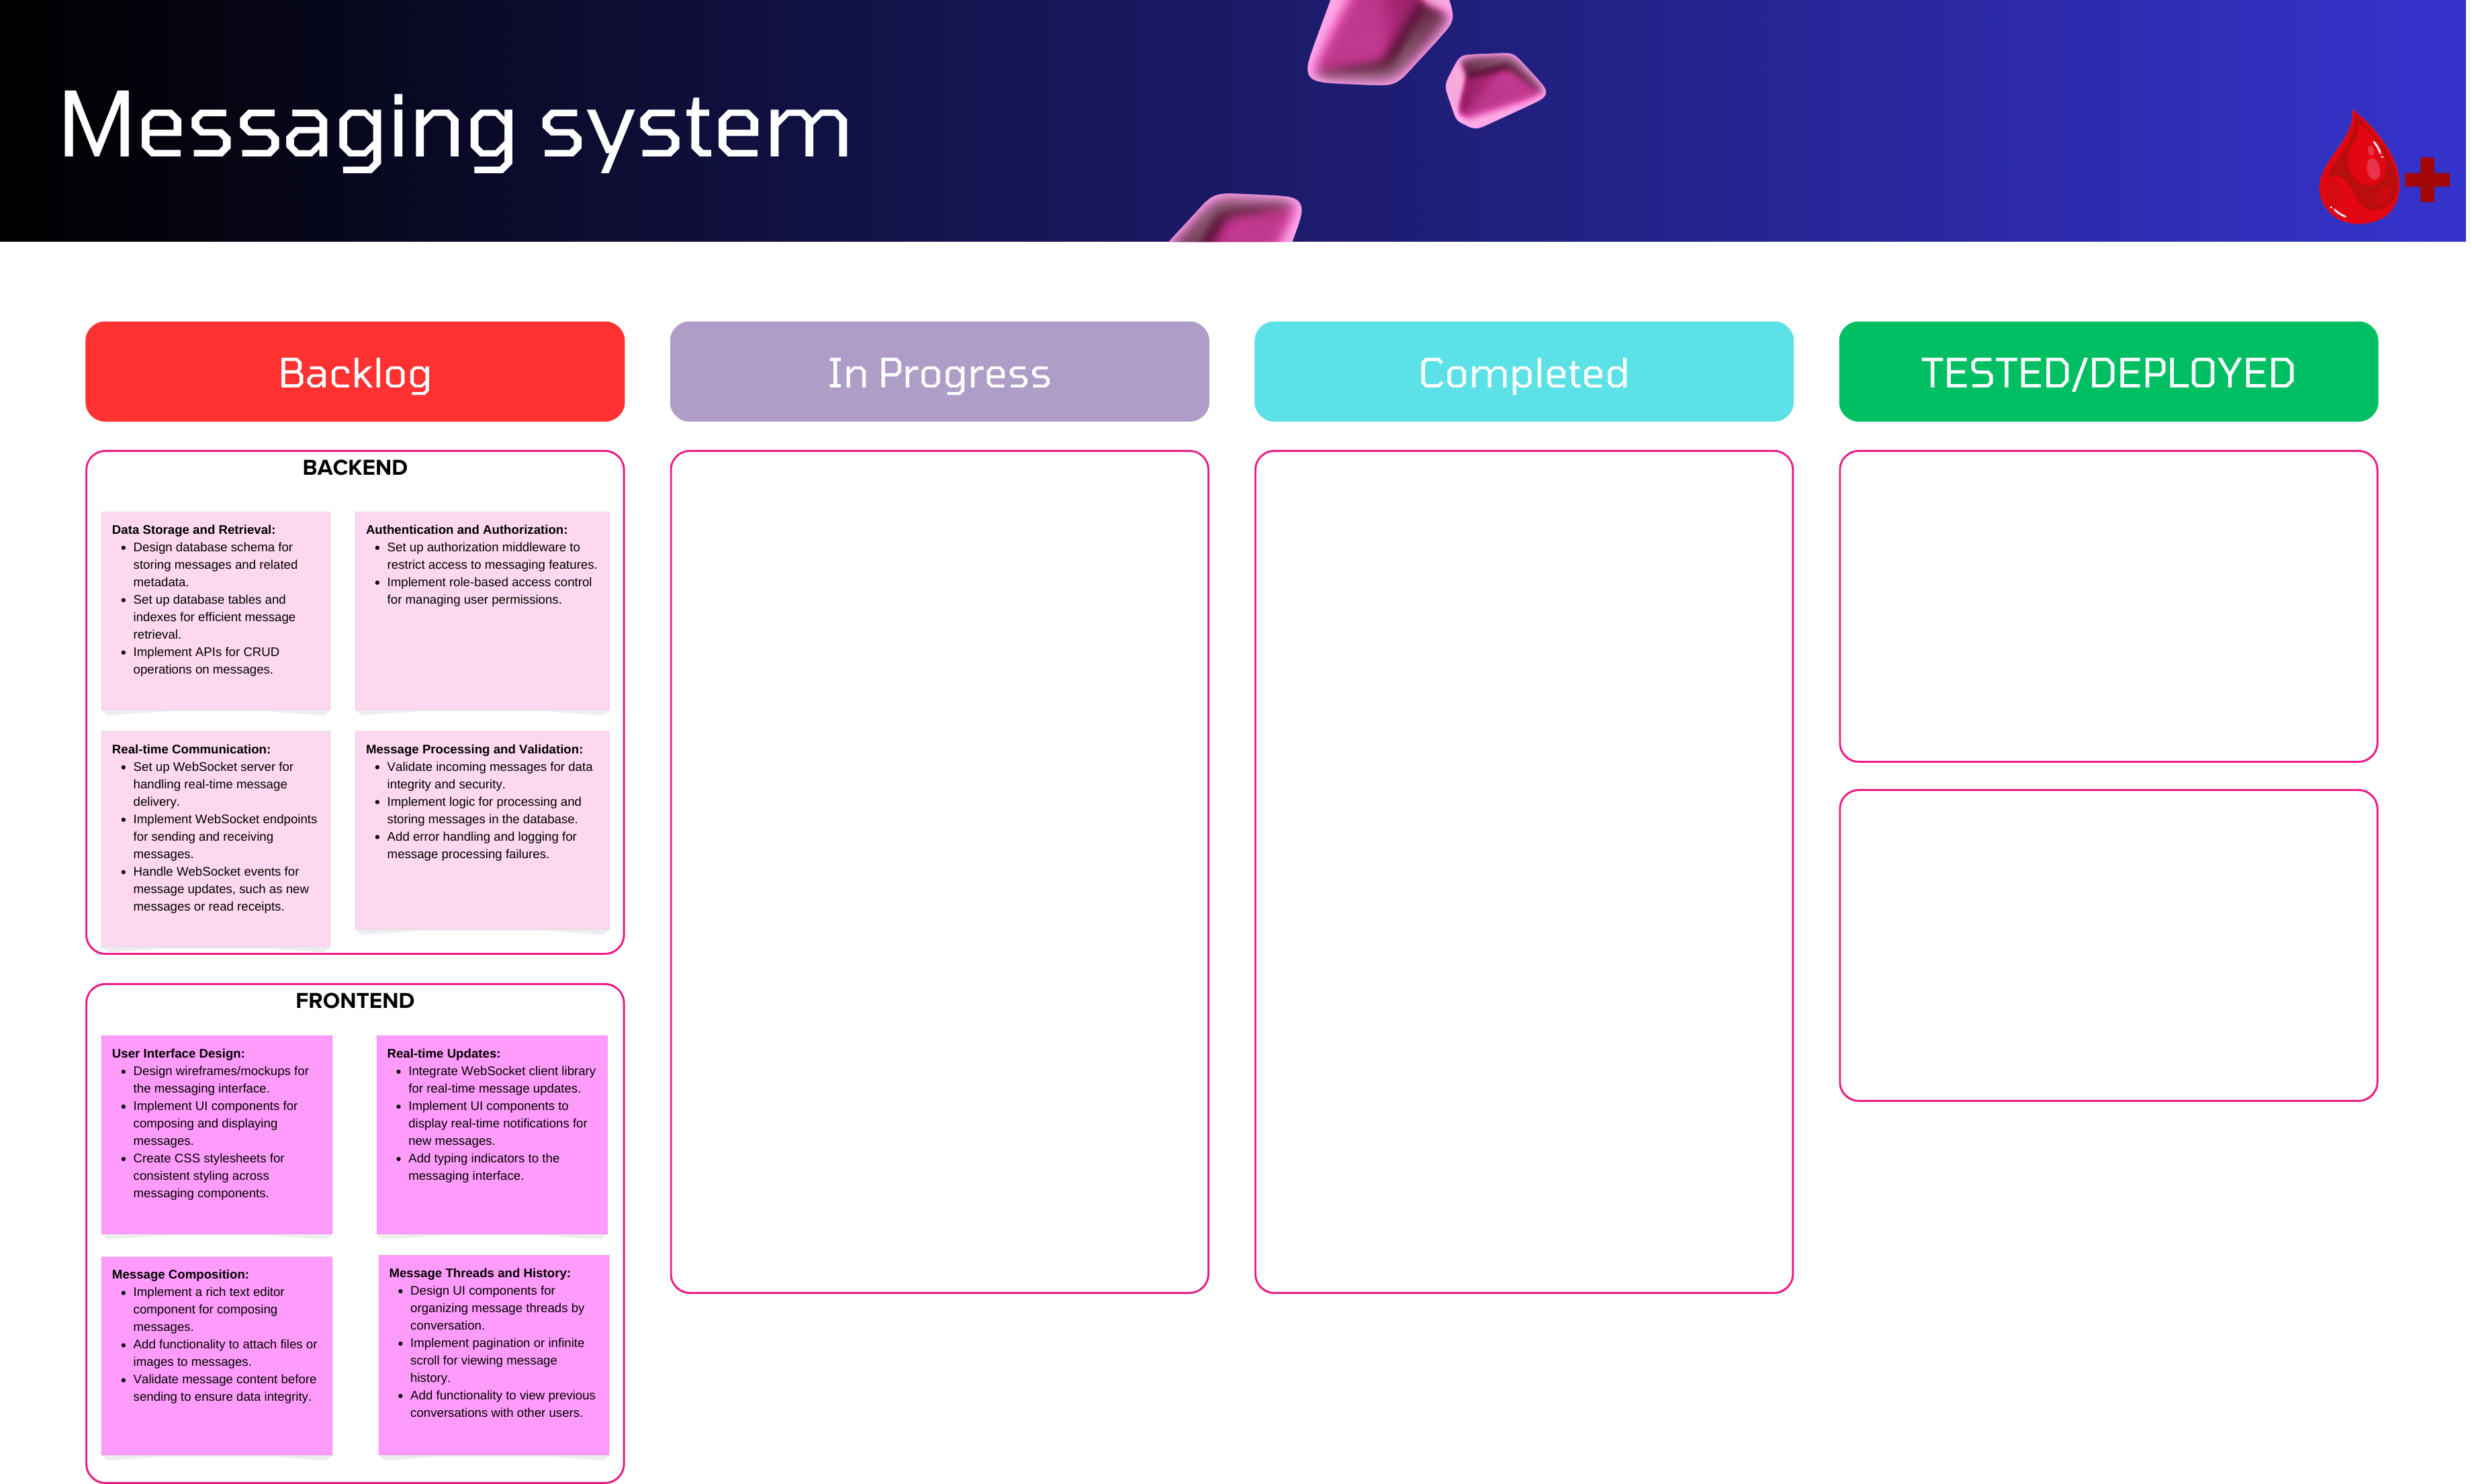 Messaging system
Backlog
In Progress
Completed
TESTED/DEPLOYED
BACKEND
Data Storage and Retrieval:
• Design database schema for
storing messages and related
metadata.
• Set up database tables and
indexes for efficient message
retrieval.
• Implement APIs for CRUD
operations on messages.
Authentication and Authorization:
• Set up authorization middleware to
restrict access to messaging features.
• Implement role-based access control
for managing user permissions.
Real-time Communication:
• Set up WebSocket server for
handling real-time message
delivery.
• Implement WebSocket endpoints
for sending and receiving
messages.
• Handle WebSocket events for
message updates, such as new
messages or read receipts.
Message Processing and Validation:
• Validate incoming messages for data
integrity and security.
• Implement logic for processing and
storing messages in the database.
• Add error handling and logging for
message processing failures.
FRONTEND
User Interface Design:
• Design wireframes/mockups for
the messaging interface.
• Implement UI components for
composing and displaying
messages.
• Create CSS stylesheets for
consistent styling across
messaging components.
Real-time Updates:
• Integrate WebSocket client library
for real-time message updates.
• Implement UI components to
display real-time notifications for
new messages.
• Add typing indicators to the
messaging interface.
Message Composition:
• Implement a rich text editor
component for composing
messages.
• Add functionality to attach files or
images to messages.
• Validate message content before
sending to ensure data integrity.
Message Threads and History:
• Design UI components for
organizing message threads by
conversation.
• Implement pagination or infinite
scroll for viewing message
history.
• Add functionality to view previous
conversations with other users.